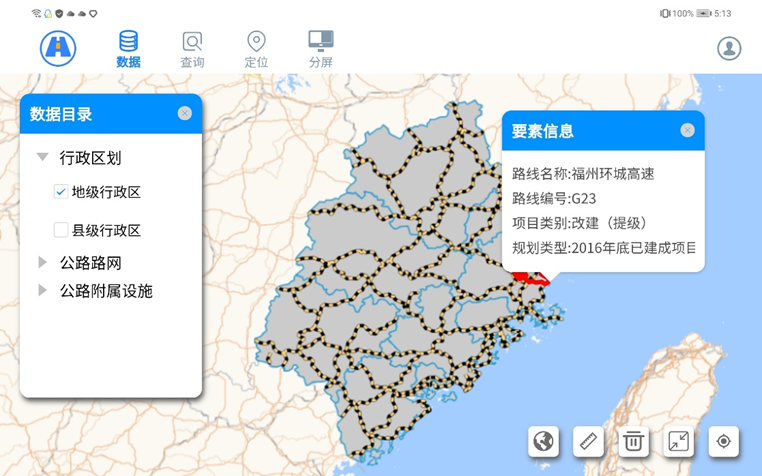 100% 5:13
数据
查询
定位
分屏
数据目录
行政区划
地级行政区
县级行政区
公路路网
公路附属设施
要素信息
路线名称:福州环城高速
路线编号:G23
项目类别:改建（提级）
规划类型:2016年底已建成项目